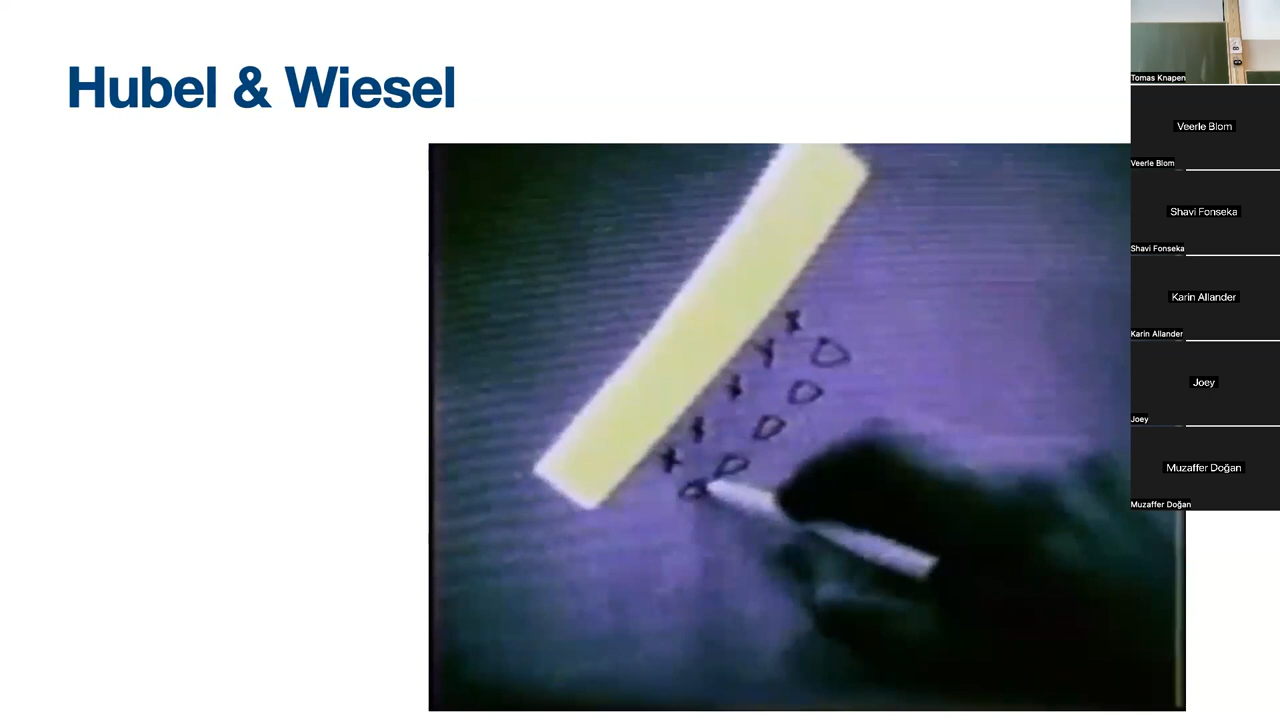 Hubel & Wiesel
Tomas Knapen
Veerle Blom
Veerle Blom
Shavi Fonseka
Shavi Fonseka
Karin Allander
Karin Allander
Joey
Joey
Muzaffer Doğan
Muzaffer Doğan
x
x
x
x
x